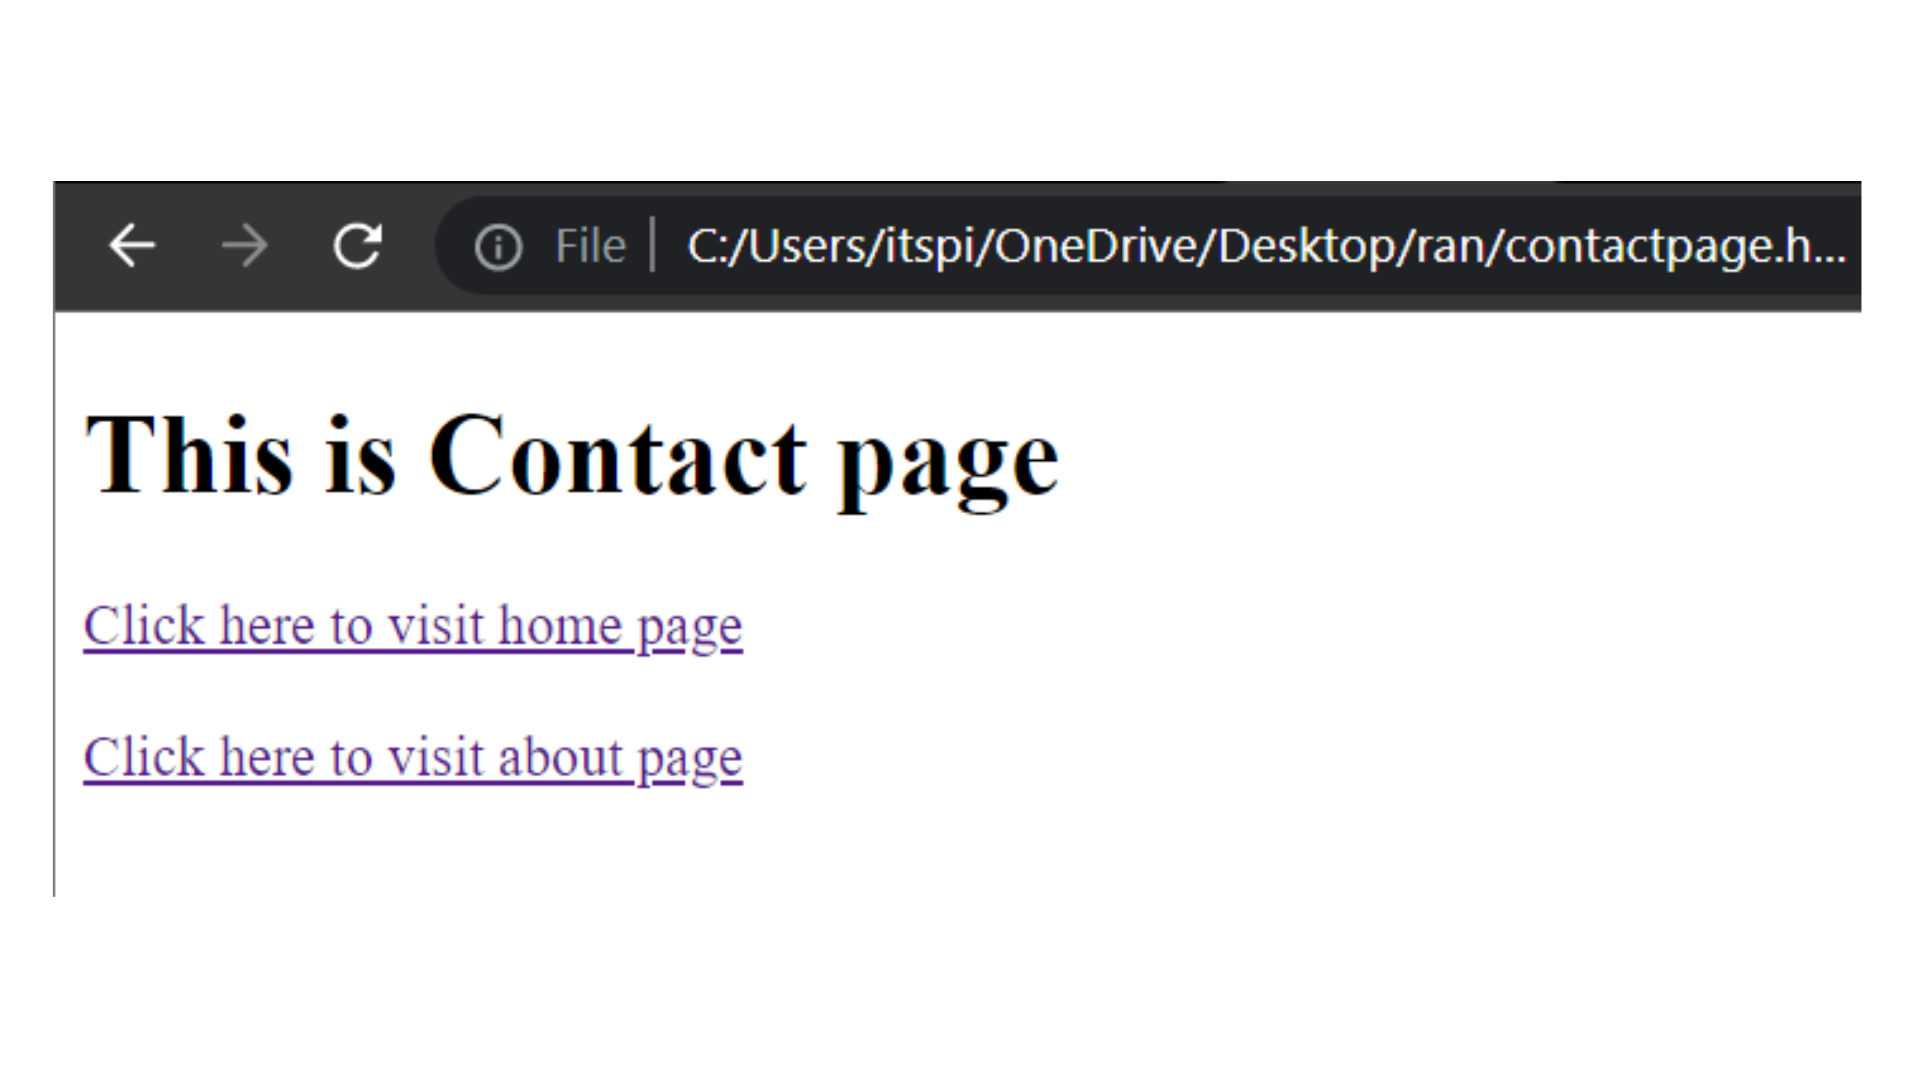 File | C:/Users/itspi/OneDrive/Desktop/ran/contactpage.h...
This is Contact page
Click here to visit home page
Click here to visit about page